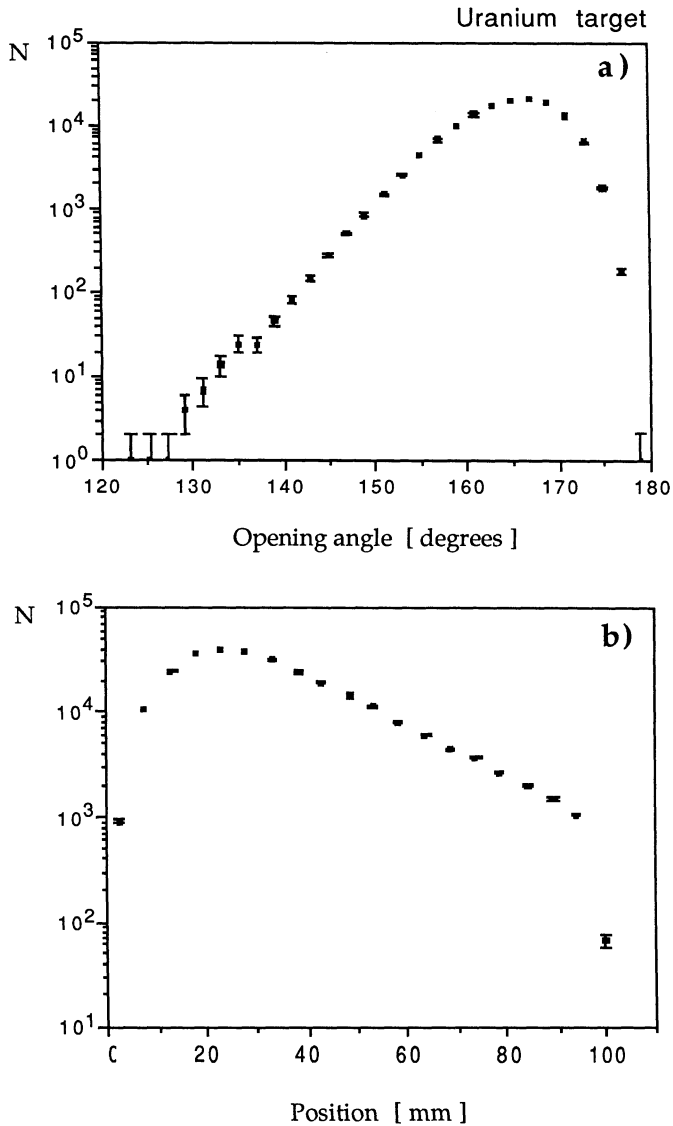 Uranium target
N
a)
10^5
10^4
10^3
10^2
10^1
10^0
120 130 140 150 160 170 180
Opening angle [ degrees ]
N
b)
10^5
10^4
10^3
10^2
10^1
C 20 40 60 80 100
Position [ mm ]